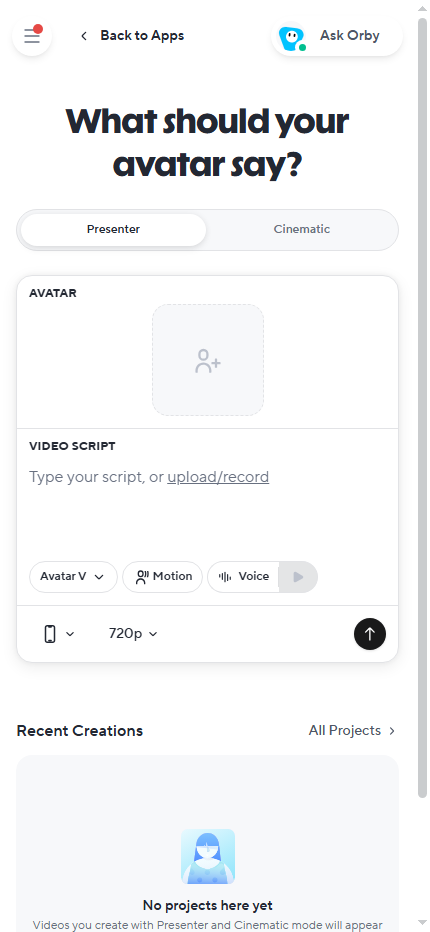 Back to Apps
Ask Orby
What should your
avatar say?
Presenter
Cinematic
AVATAR
VIDEO SCRIPT
Type your script, or upload/record
Avatar V
Motion
Voice
720p
Recent Creations
All Projects
No projects here yet
Videos you create with Presenter and Cinematic mode will appear